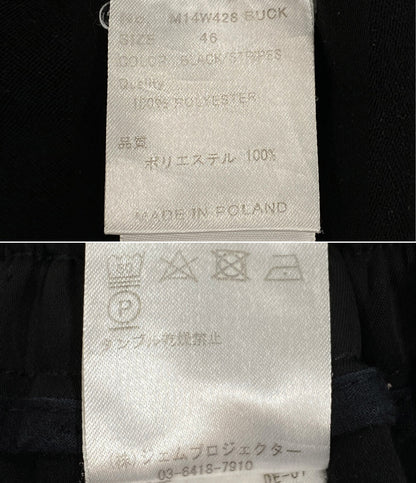 No. M14W428 BUCK
SIZE 46
COLOR BLACK/STRIPES
Quality
100% POLYESTER
品質
ポリエステル 100%
MADE IN POLAND
P
タンブル乾燥禁止
(株)ジェムプロジェクター
03-6418-7910
DE-01